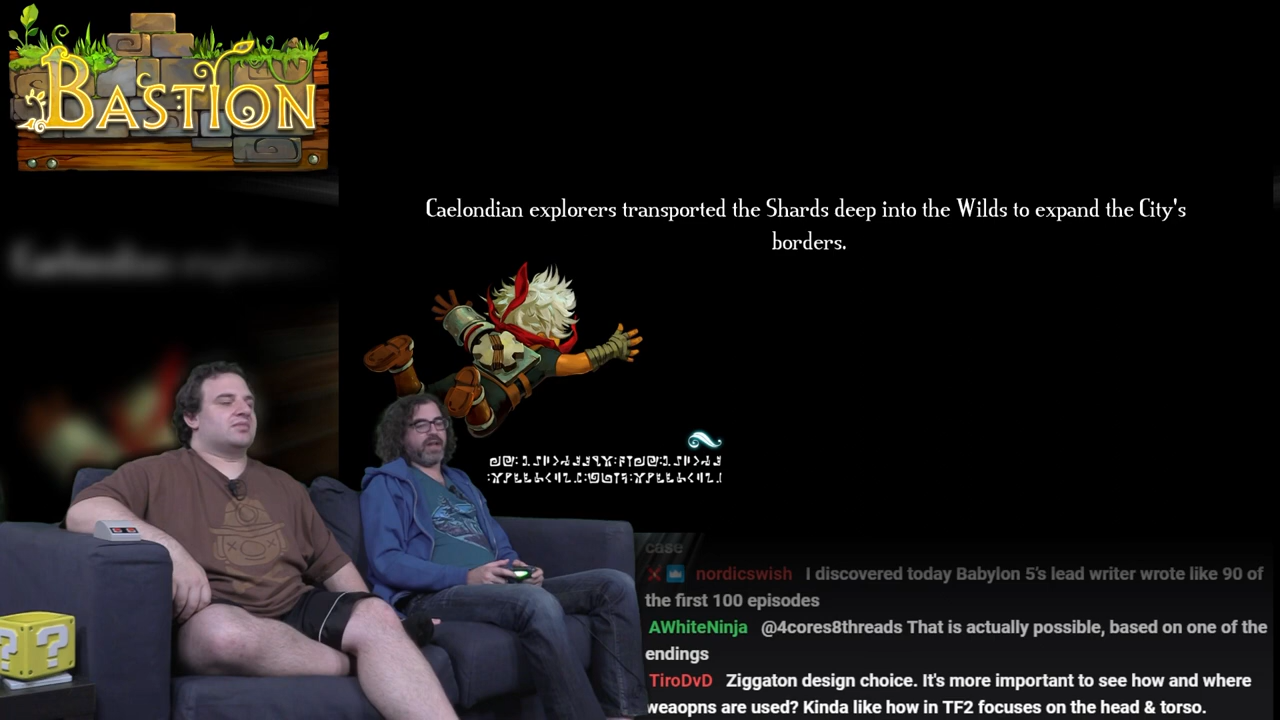 BASTION
Caelondian explorers transported the Shards deep into the Wilds to expand the City's
borders.
case
nordicswish I discovered today Babylon 5's lead writer wrote like 90 of
the first 100 episodes
AWhiteNinja @4cores8threads That is actually possible, based on one of the
endings
TiroDvD Ziggaton design choice. It's more important to see how and where
weaopns are used? Kinda like how in TF2 focuses on the head & torso.
? ?